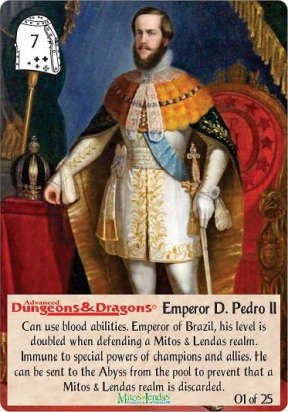 7
Advanced
Dungeons&Dragons® Emperor D. Pedro II
Can use blood abilities. Emperor of Brazil, his level
is doubled when defending a Mitos & Lendas realm.
Immune to special powers of champions and allies. He
can be sent to the Abyss from the pool to prevent that a
Mitos & Lendas realm is discarded.
Mitos&Lendas
01 of 25